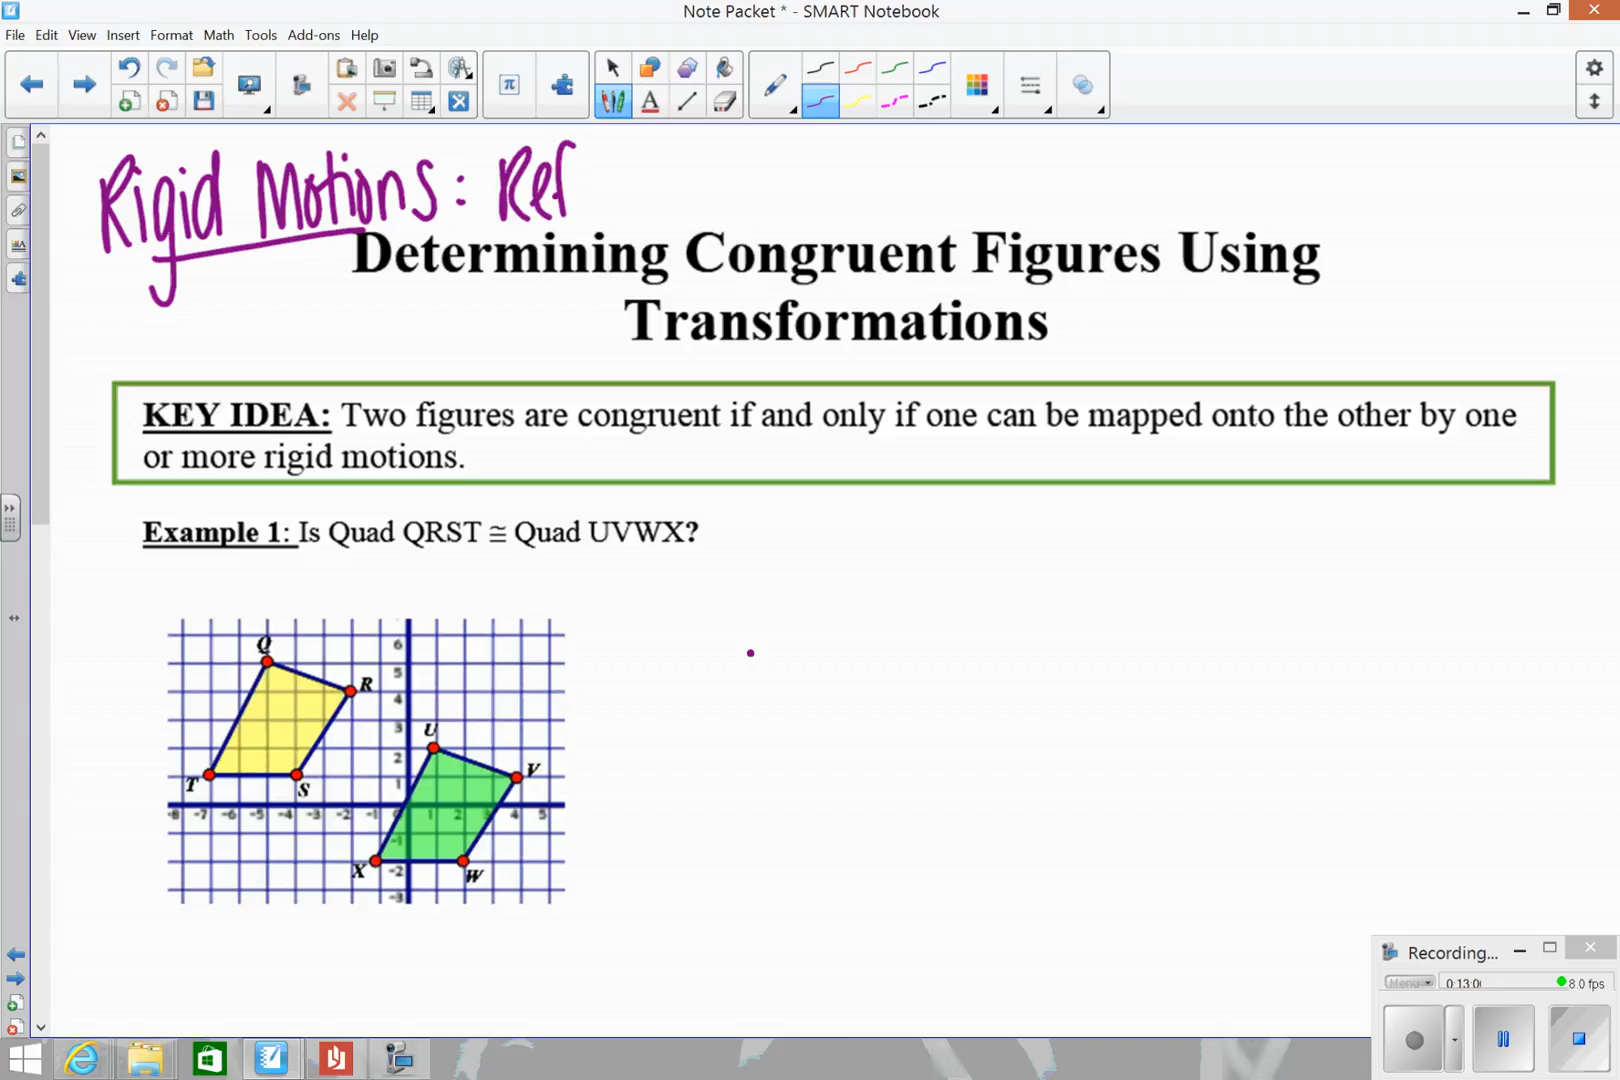 Note Packet * - SMART Notebook
File Edit View Insert Format Math Tools Add-ons Help
Rigid Motions: Ref
Determining Congruent Figures Using
Transformations
KEY IDEA: Two figures are congruent if and only if one can be mapped onto the other by one
or more rigid motions.
Example 1: Is Quad QRST ≅ Quad UVWX?
Q
6
R
5
4
U
3
2
V
T
S
1
-8 -7 -6 -5 -4 -3 -2 -1 0 1 2 3 4 5
-1
X
-2
W
-3
Recording...
Menu
0:13:0
8.0 fps